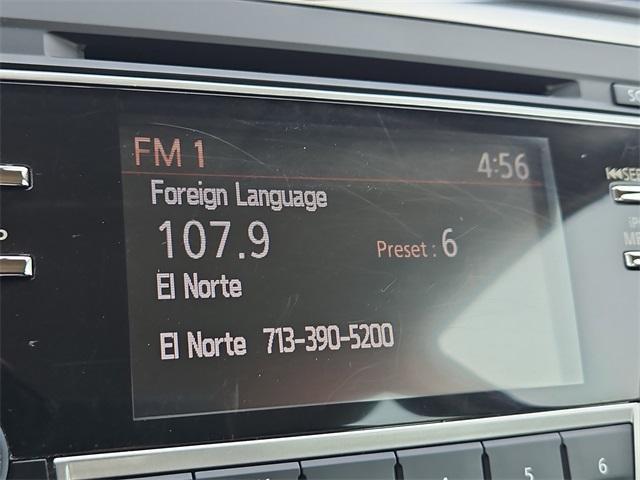 FM 1 4:56
Foreign Language
107.9 Preset : 6
El Norte
El Norte 713-390-5200
5 6